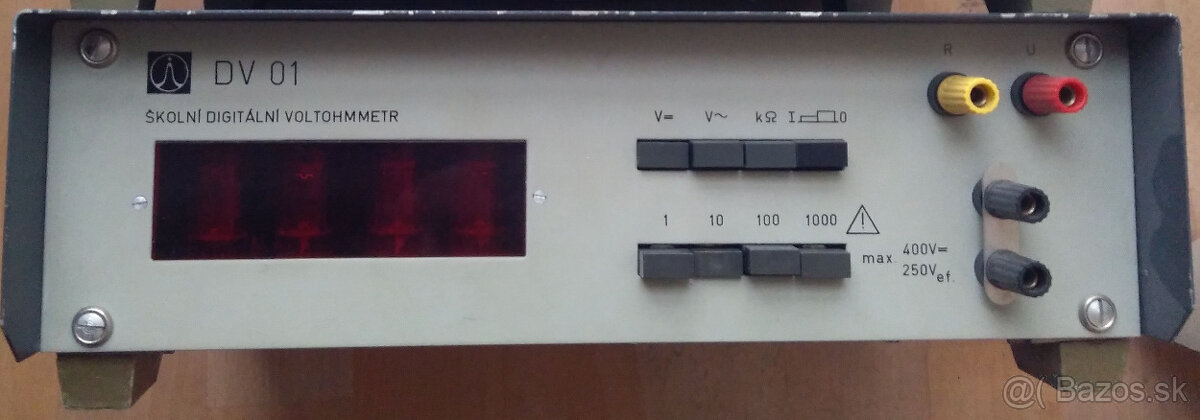 DV 01
ŠKOLNÍ DIGITÁLNÍ VOLTOHMMETR
R U
V= V~ kΩ I 0
1 10 100 1000
max. 400V=
250Vef.
@( Bazos.sk